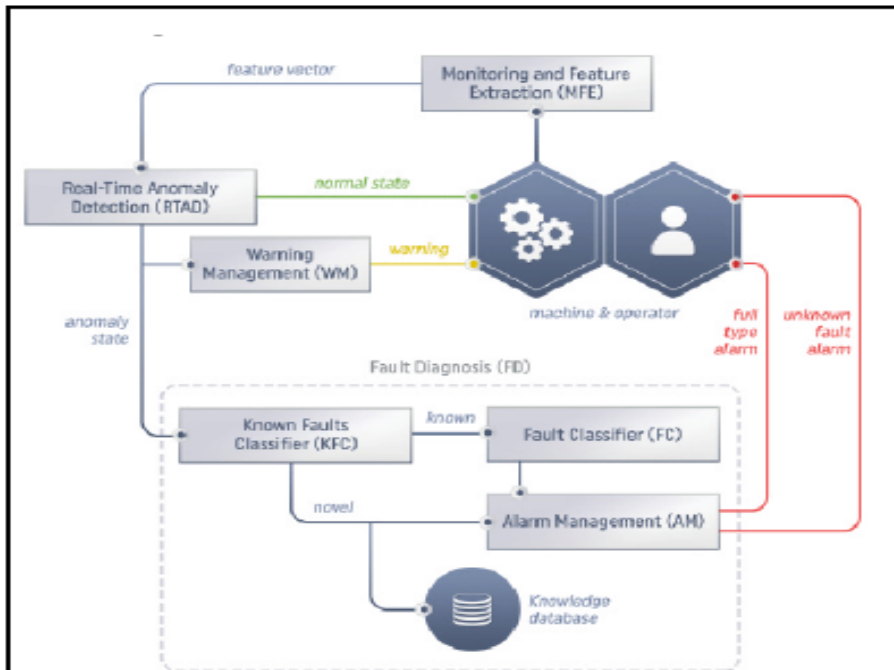 feature vector
Monitoring and Feature
Extraction (MFE)
Real-Time Anomaly
Detection (RTAD)
normal state
Warning
Management (WM)
warning
machine & operator
anomaly
state
full
type
alarm
unknown
fault
alarm
Fault Diagnosis (FD)
Known Faults
Classifier (KFC)
known
Fault Classifier (FC)
novel
Alarm Management (AM)
Knowledge
database